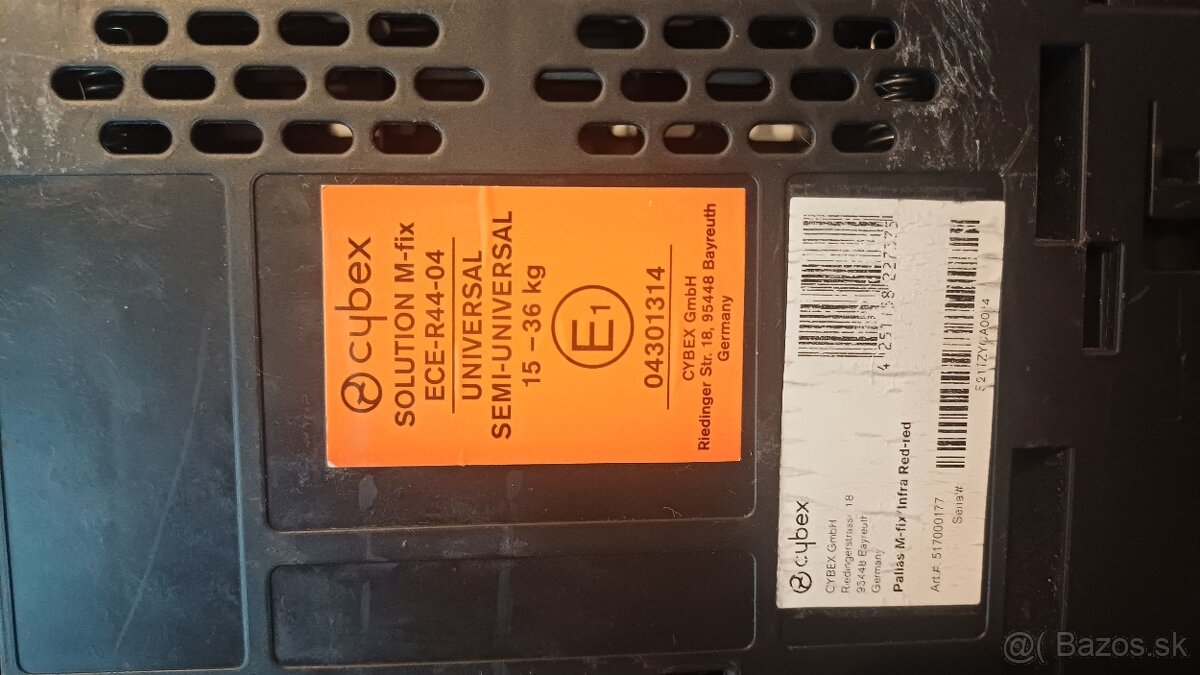 cybex
SOLUTION M-fix
ECE-R44-04
UNIVERSAL
SEMI-UNIVERSAL
15 - 36 kg
E1
04301314
CYBEX GmbH
Riedinger Str. 18, 95448 Bayreuth
Germany
cybex
CYBEX GmbH
Riedingerstrasse 18
95448 Bayreuth
Germany
Pallas M-fix/Infra Red-red
Art.#: 517000177
Serial#
@( Bazos.sk